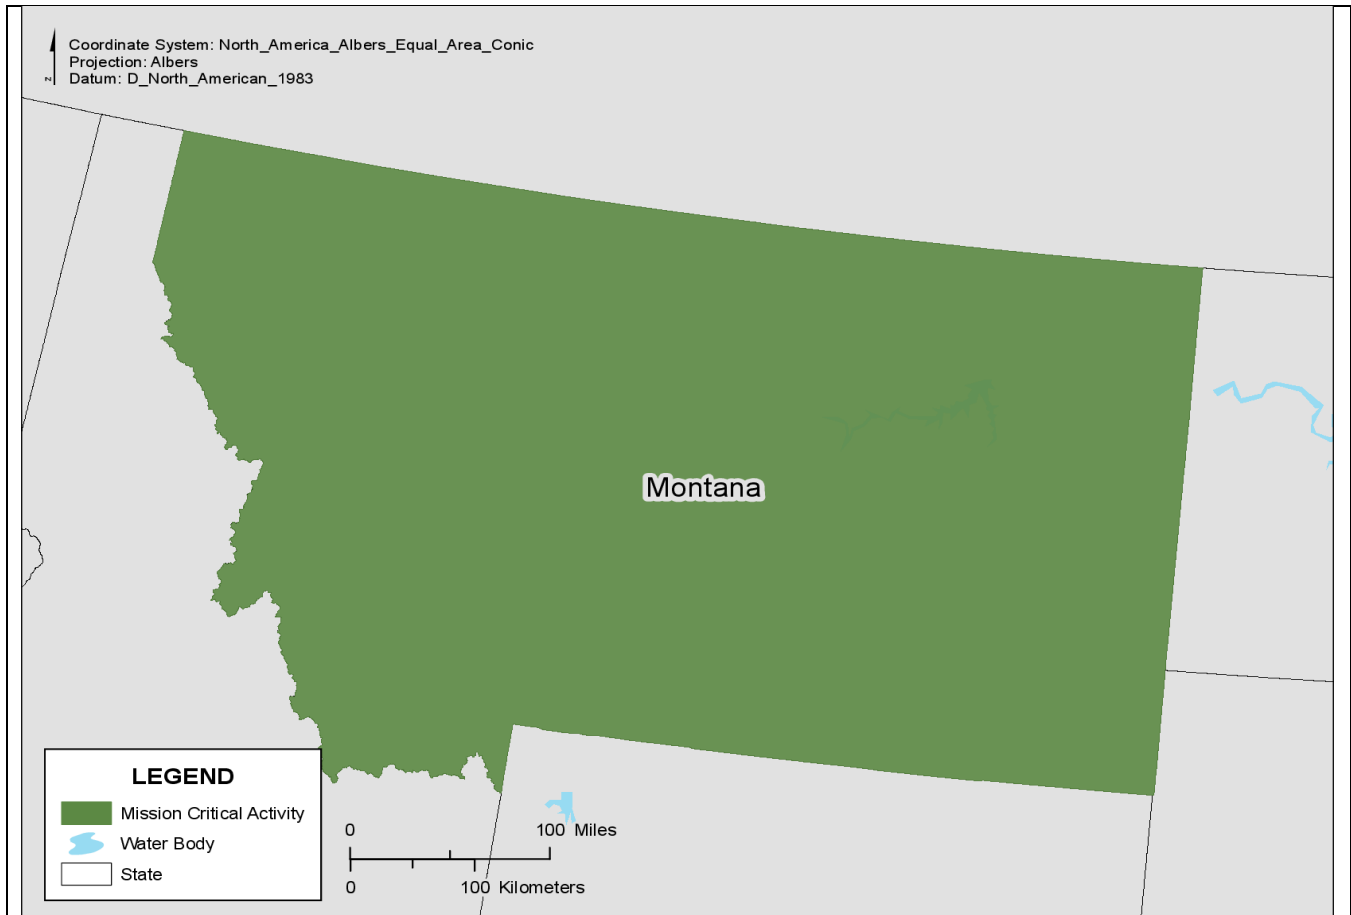 Coordinate System: North_America_Albers_Equal_Area_Conic
Projection: Albers
Datum: D_North_American_1983
N
Montana
LEGEND
Mission Critical Activity
Water Body
State
0 100 Miles
0 100 Kilometers